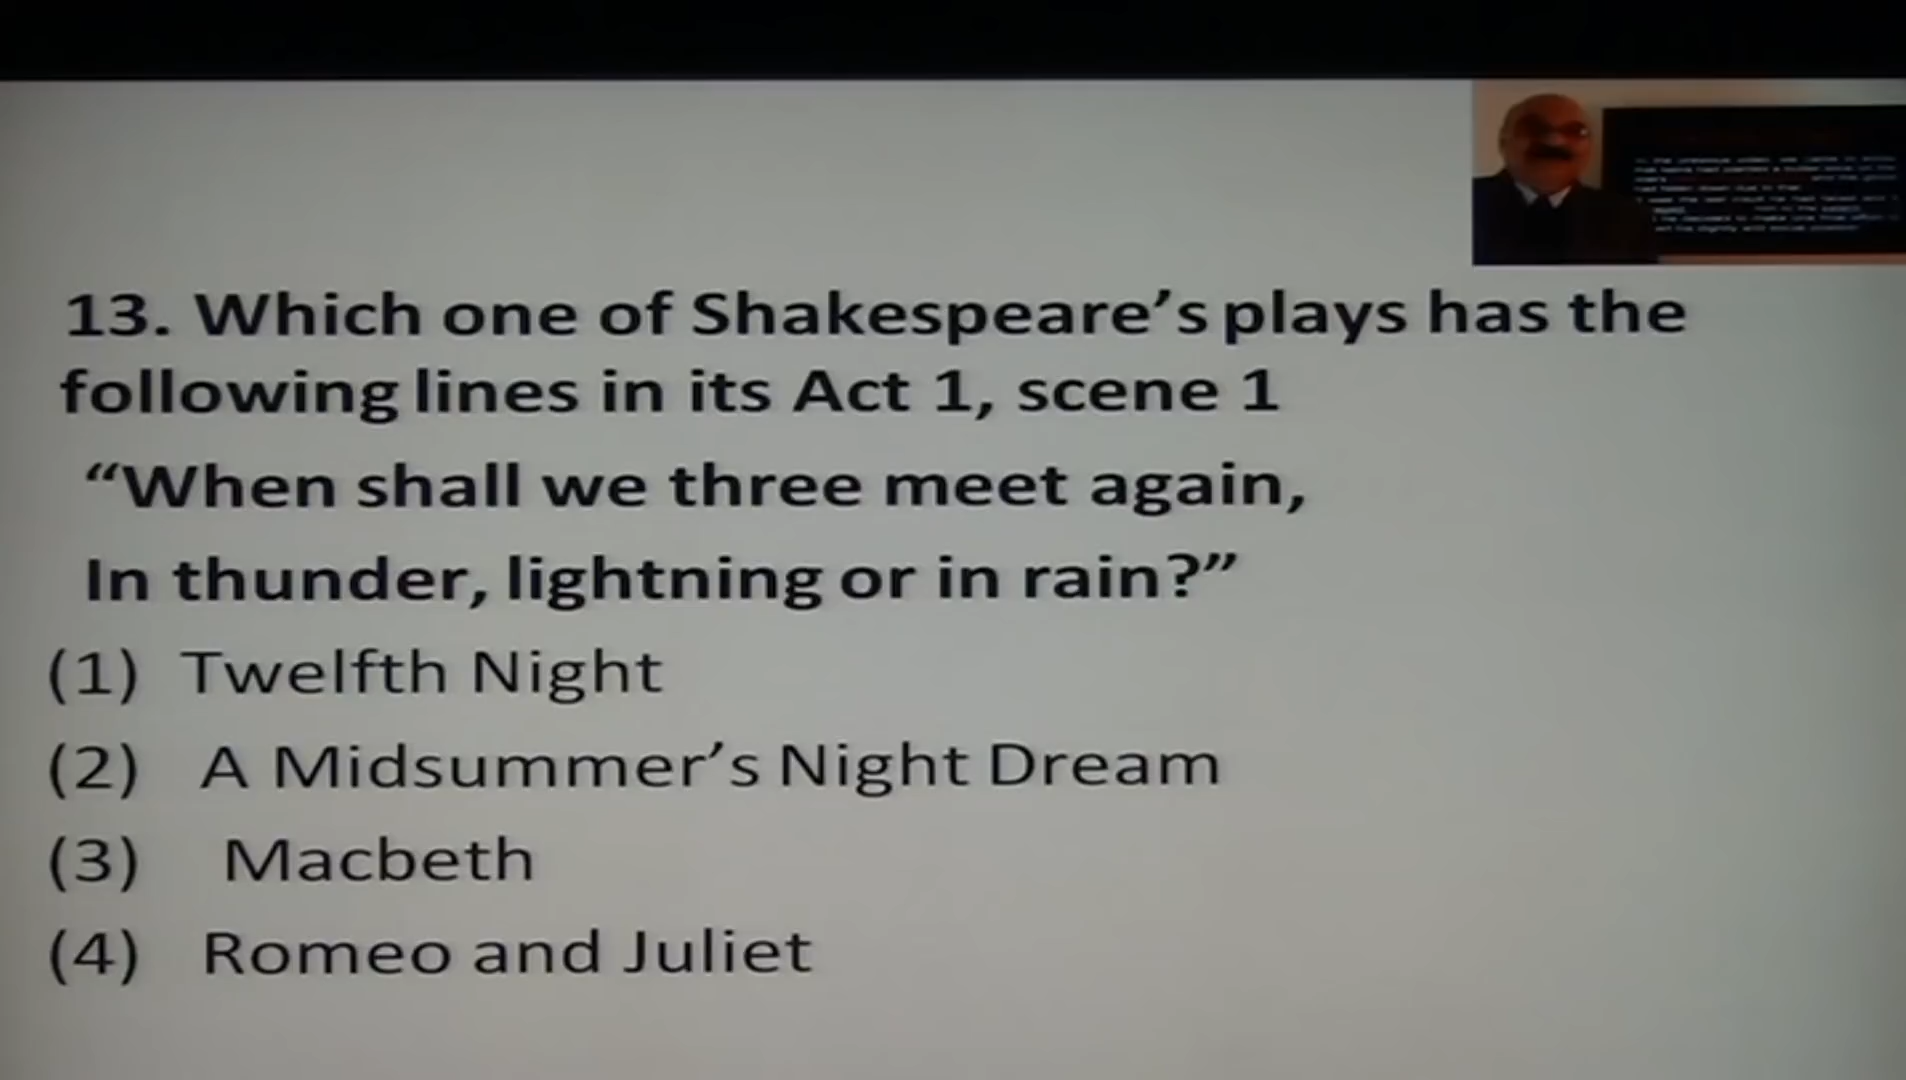 13. Which one of Shakespeare’s plays has the
following lines in its Act 1, scene 1
“When shall we three meet again,
In thunder, lightning or in rain?”
(1) Twelfth Night
(2) A Midsummer’s Night Dream
(3) Macbeth
(4) Romeo and Juliet